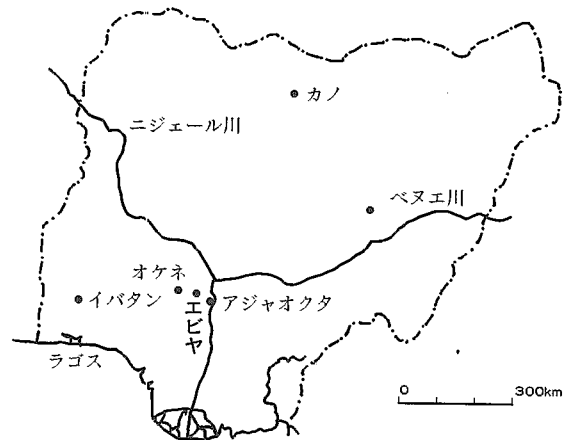 カノ
ニジェール川
ベヌエ川
オケネ
イバタン
エビヤ
アジャオクタ
ラゴス
0 300km